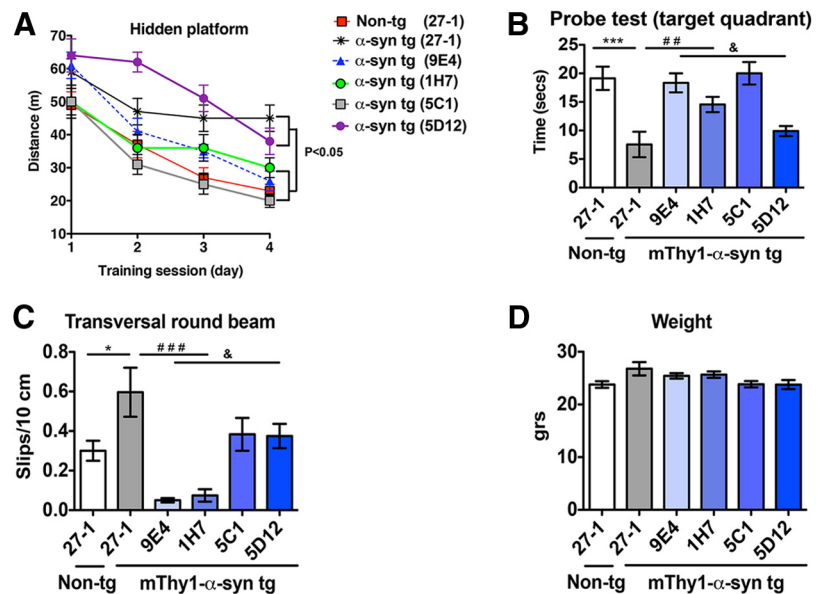 A
Hidden platform
Distance (m)
70
60
50
40
30
20
10
1 2 3 4
Training session (day)
P<0.05
Non-tg (27-1)
α-syn tg (27-1)
α-syn tg (9E4)
α-syn tg (1H7)
α-syn tg (5C1)
α-syn tg (5D12)
B
Probe test (target quadrant)
Time (secs)
25
20
15
10
5
0
*** ## &
27-1 27-1 9E4 1H7 5C1 5D12
Non-tg mThy1-α-syn tg
C
Transversal round beam
Slips/10 cm
0.8
0.6
0.4
0.2
0.0
* ### &
27-1 27-1 9E4 1H7 5C1 5D12
Non-tg mThy1-α-syn tg
D
Weight
grs
30
20
10
0
27-1 27-1 9E4 1H7 5C1 5D12
Non-tg mThy1-α-syn tg